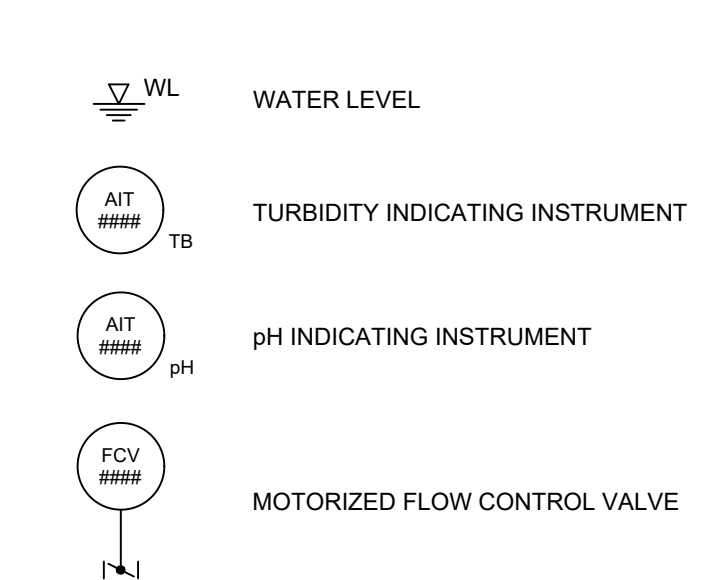 WL
WATER LEVEL
AIT
####
TB
TURBIDITY INDICATING INSTRUMENT
AIT
####
pH
pH INDICATING INSTRUMENT
FCV
####
MOTORIZED FLOW CONTROL VALVE